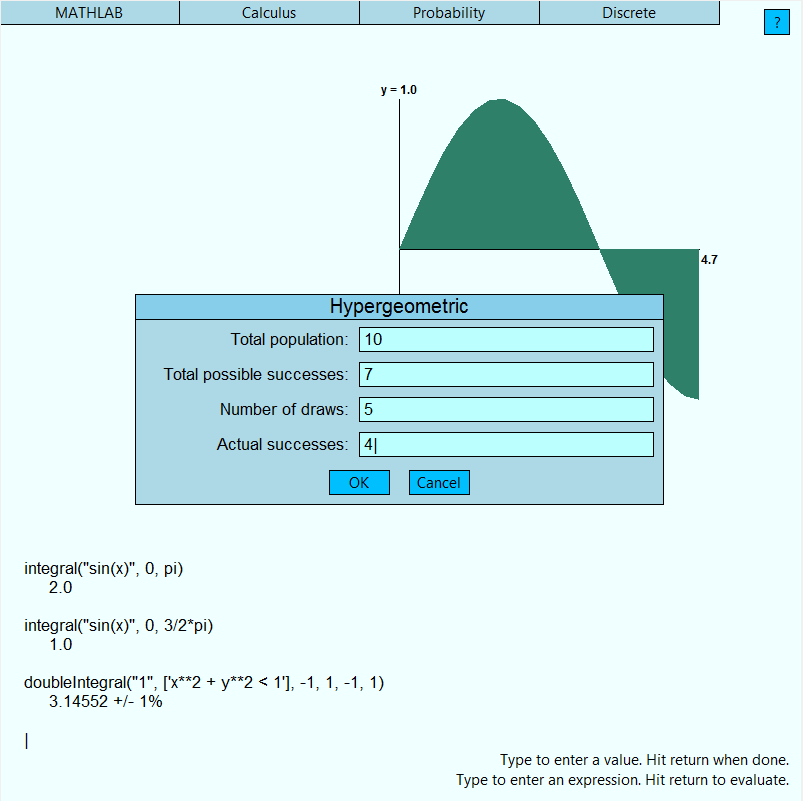 MATHLAB Calculus Probability Discrete ?
y = 1.0
4.7
Hypergeometric
Total population: 10
Total possible successes: 7
Number of draws: 5
Actual successes: 4|
OK Cancel
integral("sin(x)", 0, pi)
2.0
integral("sin(x)", 0, 3/2*pi)
1.0
doubleIntegral("1", ['x**2 + y**2 < 1'], -1, 1, -1, 1)
3.14552 +/- 1%
|
Type to enter a value. Hit return when done.
Type to enter an expression. Hit return to evaluate.